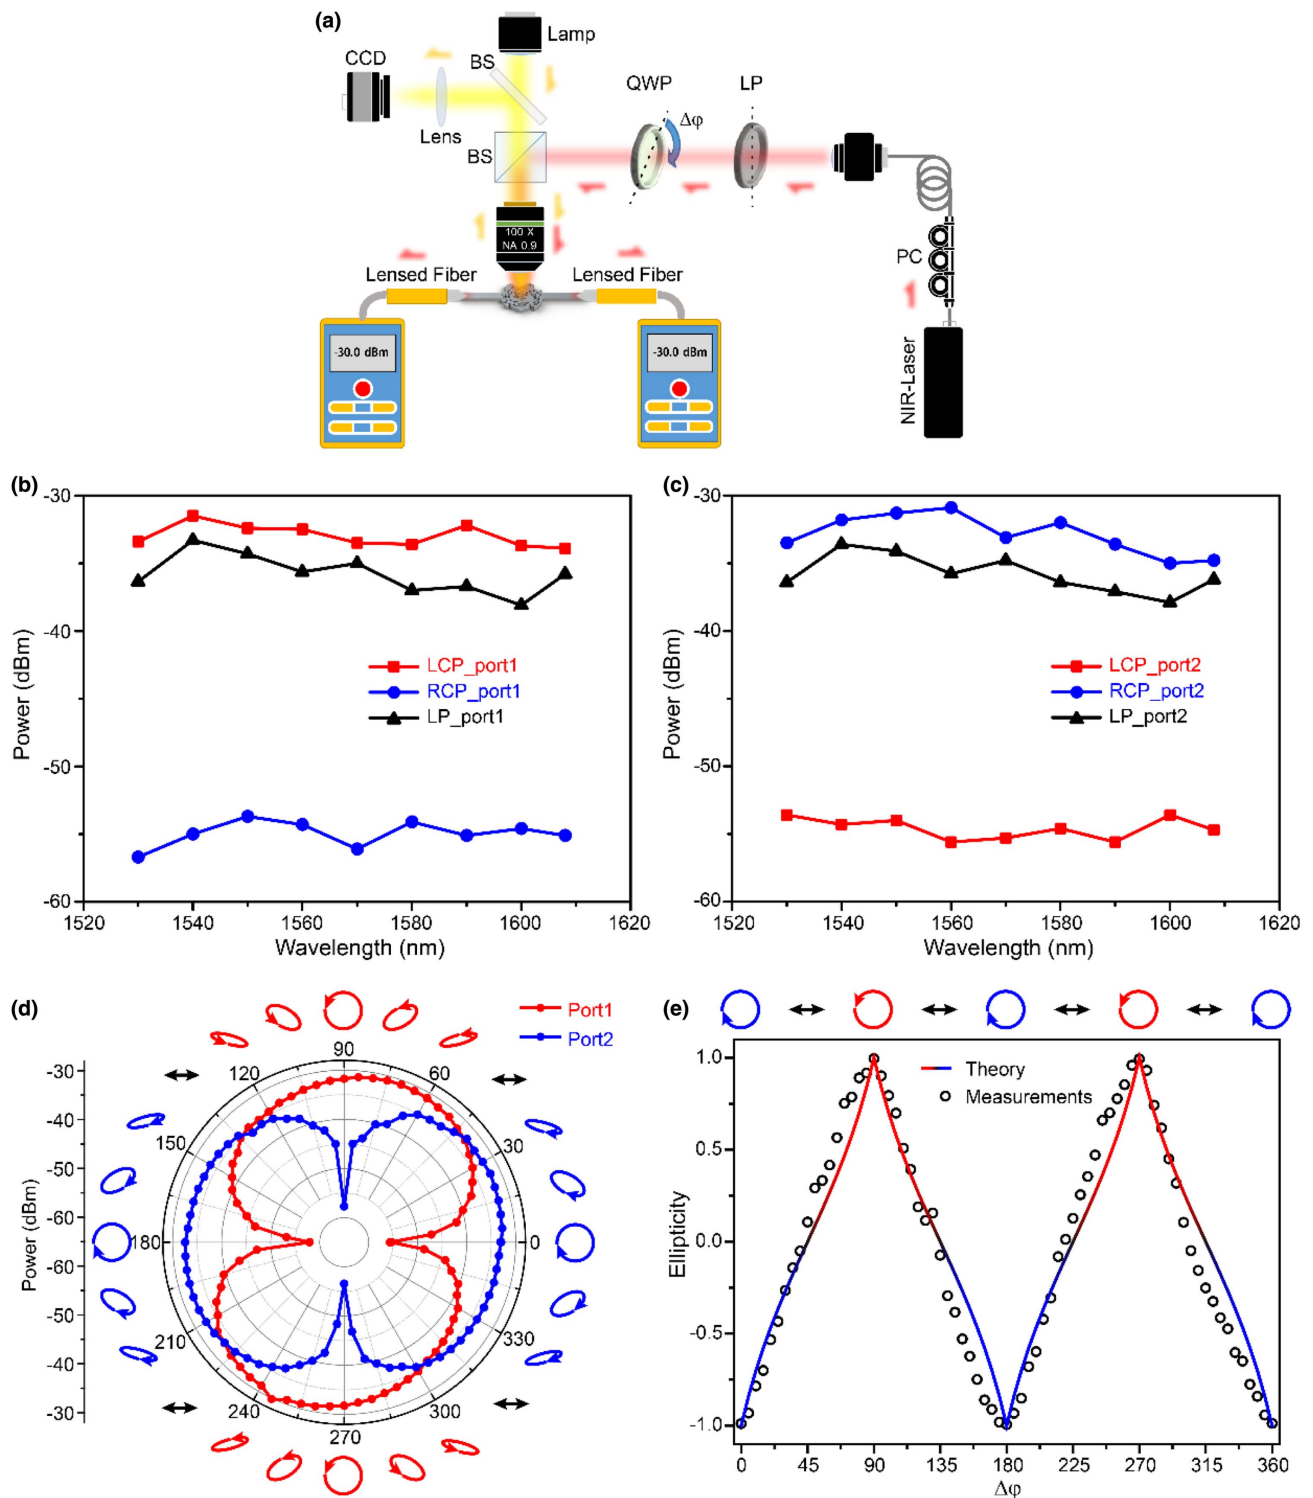 (a)
Lamp
CCD
BS
QWP
LP
Δφ
Lens
BS
100 X
NA 0.9
PC
Lensed Fiber
Lensed Fiber
-30.0 dBm
-30.0 dBm
NIR-Laser
(b)
-30
-40
-50
-60
Power (dBm)
LCP_port1
RCP_port1
LP_port1
1520 1540 1560 1580 1600 1620
Wavelength (nm)
(c)
-30
-40
-50
-60
Power (dBm)
LCP_port2
RCP_port2
LP_port2
1520 1540 1560 1580 1600 1620
Wavelength (nm)
(d)
Port1
Port2
-30
-40
-50
-60
-60
-50
-40
-30
Power (dBm)
90
120 60
150 30
180 0
210 330
240 300
270
(e)
1.0
0.5
0.0
-0.5
-1.0
Ellipticity
Theory
Measurements
0 45 90 135 180 225 270 315 360
Δφ